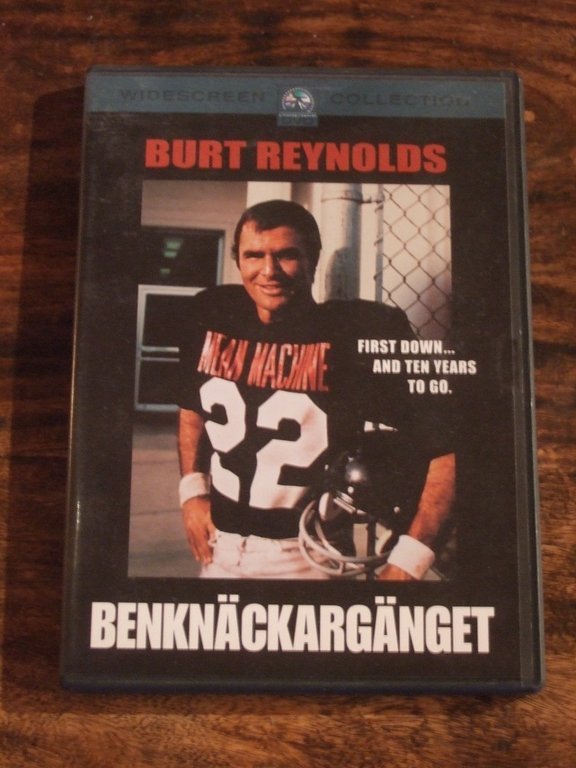 WIDESCREEN COLLECTION
BURT REYNOLDS
MEAN MACHINE
22
FIRST DOWN...
AND TEN YEARS
TO GO.
BENKNÄCKARGÄNGET